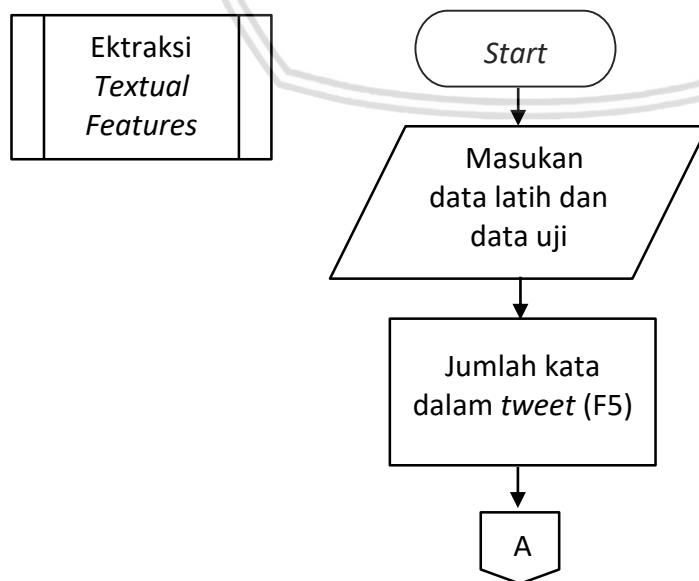 Ektraksi
Textual
Features
Start
Masukan
data latih dan
data uji
Jumlah kata
dalam tweet (F5)
A